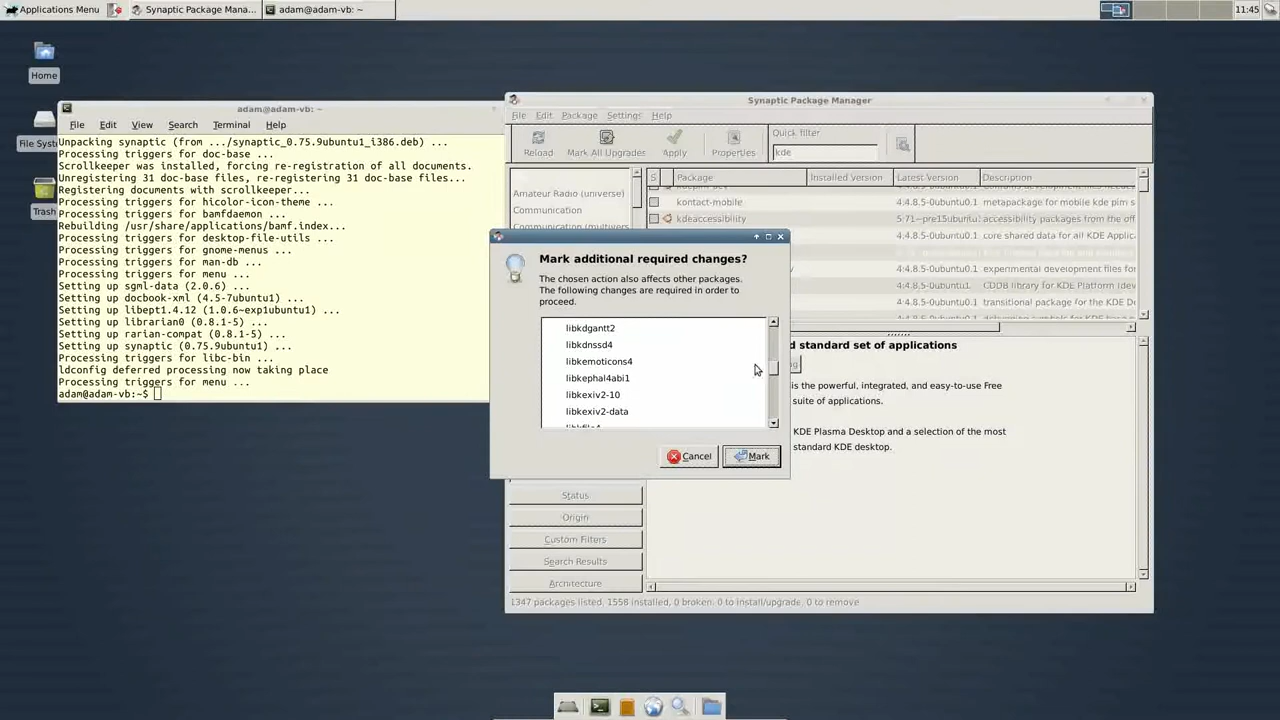 Applications Menu
Synaptic Package Mana...
adam@adam-vb: ~
11:45
Home
File Syst
Trash
adam@adam-vb: ~
File Edit View Search Terminal Help
Unpacking synaptic (from .../synaptic_0.75.9ubuntu1_i386.deb) ...
Processing triggers for doc-base ...
Scrollkeeper was installed, forcing re-registration of all documents.
Unregistering 31 doc-base files, re-registering 31 doc-base files...
Registering documents with scrollkeeper...
Processing triggers for hicolor-icon-theme ...
Processing triggers for bamfdaemon ...
Rebuilding /usr/share/applications/bamf.index...
Processing triggers for desktop-file-utils ...
Processing triggers for gnome-menus ...
Processing triggers for man-db ...
Processing triggers for menu ...
Setting up sgml-data (2.0.6) ...
Setting up docbook-xml (4.5-7ubuntu1) ...
Setting up libept1.4.12 (1.0.6~exp1ubuntu1) ...
Setting up librarian0 (0.8.1-5) ...
Setting up rarian-compat (0.8.1-5) ...
Setting up synaptic (0.75.9ubuntu1) ...
Processing triggers for libc-bin ...
ldconfig deferred processing now taking place
Processing triggers for menu ...
adam@adam-vb:~$
Synaptic Package Manager
File Edit Package Settings Help
Reload
Mark All Upgrades
Apply
Properties
Quick filter
kde
Amateur Radio (universe)
Communication
S Package Installed Version Latest Version Description
kontact-mobile 4:4.8.5-0ubuntu0.1 metapackage for mobile kde pim s
kdeaccessibility 5:71~pre15ubuntu. accessibility packages from the off
4:4.8.5-0ubuntu0.1 core shared data for all KDE Applic
experimental development files for
4:4.8.5-0ubuntu0.1 CDDB library for KDE Platform (dev
4:4.8.5-0ubuntu0.1 transitional package for the KDE D
Mark additional required changes?
The chosen action also affects other packages.
The following changes are required in order to
proceed.
libkdgantt2
libkdnssd4
libkemoticons4
libkephal4abi1
libkexiv2-10
libkexiv2-data
Cancel
Mark
d standard set of applications
is the powerful, integrated, and easy-to-use Free
suite of applications.
KDE Plasma Desktop and a selection of the most
standard KDE desktop.
Status
Origin
Custom Filters
Search Results
Architecture
1347 packages listed, 1558 installed, 0 broken. 0 to install/upgrade, 0 to remove